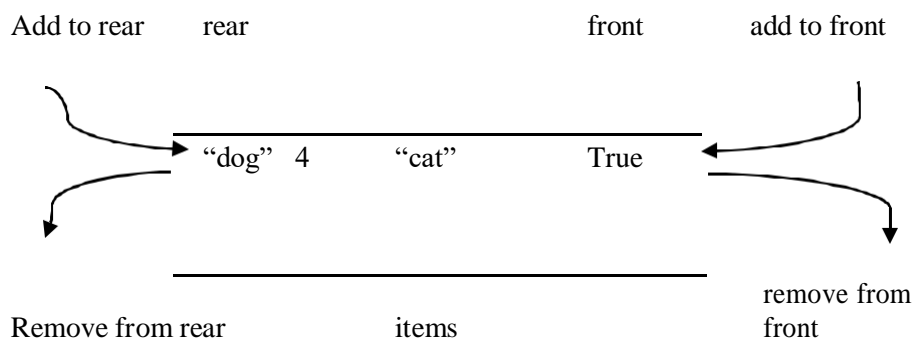 Add to rear rear front add to front
“dog” 4 “cat” True
remove from
Remove from rear items front